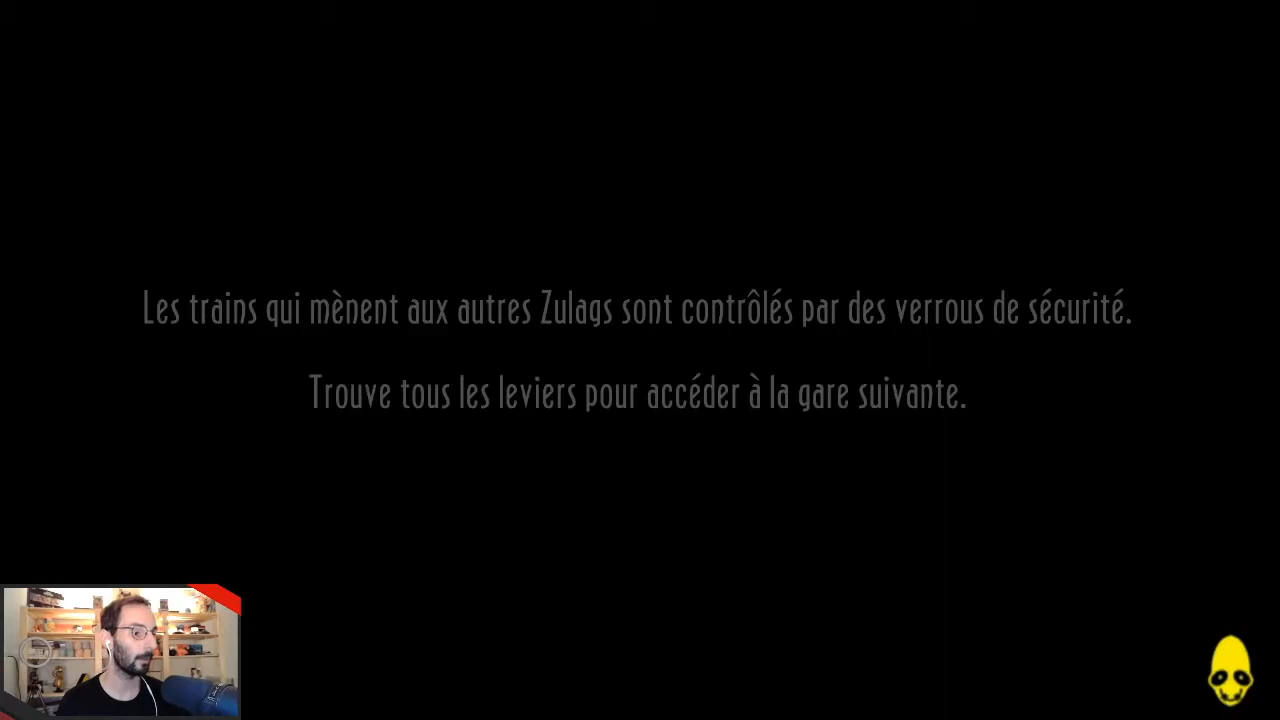 Les trains qui mènent aux autres Zulags sont contrôlés par des verrous de sécurité.
Trouve tous les leviers pour accéder à la gare suivante.